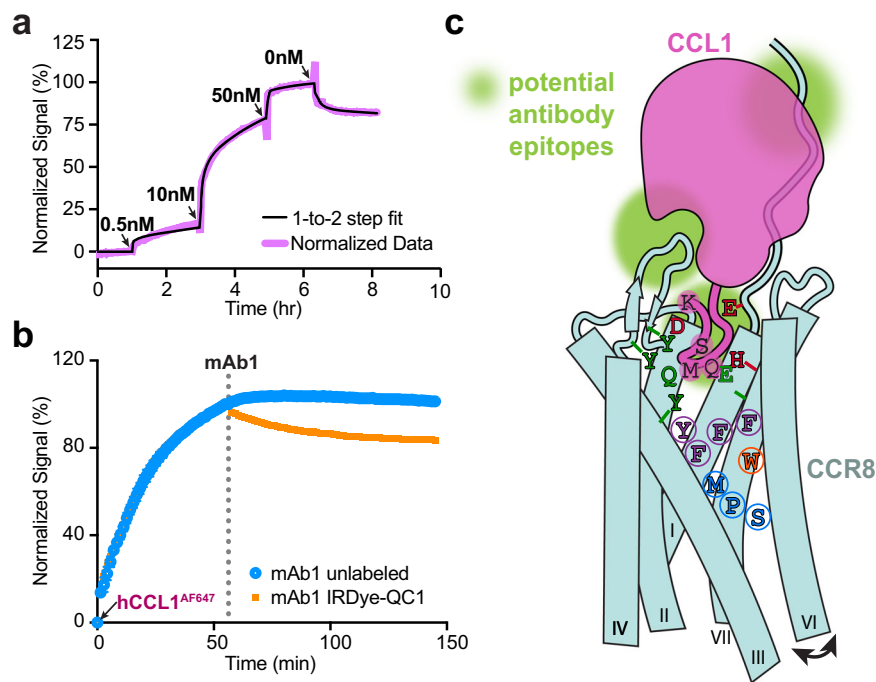 a
Normalized Signal (%)
125
100
75
50
25
0
0.5nM
10nM
50nM
0nM
1-to-2 step fit
Normalized Data
0 2 4 6 8 10
Time (hr)
b
Normalized Signal (%)
120
80
40
0
mAb1
hCCL1AF647
mAb1 unlabeled
mAb1 IRDye-QC1
0 50 100 150
Time (min)
c
CCL1
potential
antibody
epitopes
K
E
D
Y
S
Y
H
Q
M
Q
E
Y
Y
F
F
F
W
M
P
S
CCR8
I
II
IV
VII
III
VI